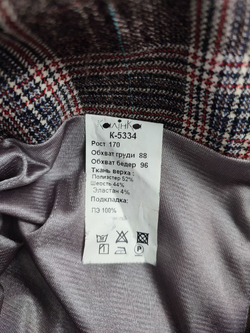 К-5334
Рост 170
Обхват груди 88
Обхват бедер 96
Ткань верха :
Полиэстер 52%
Шерсть 44%
Эластан 4%
Подкладка:
ПЭ 100%